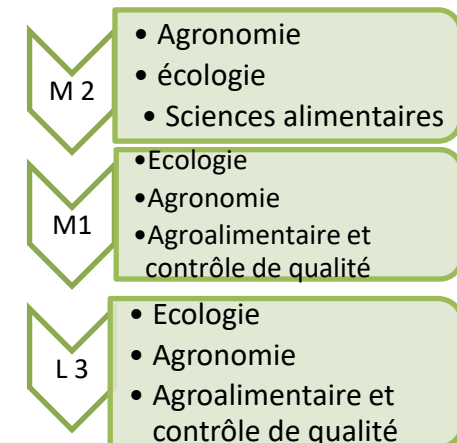 M 2
• Agronomie
• écologie
• Sciences alimentaires
M1
•Ecologie
•Agronomie
•Agroalimentaire et
contrôle de qualité
L 3
• Ecologie
• Agronomie
• Agroalimentaire et
contrôle de qualité